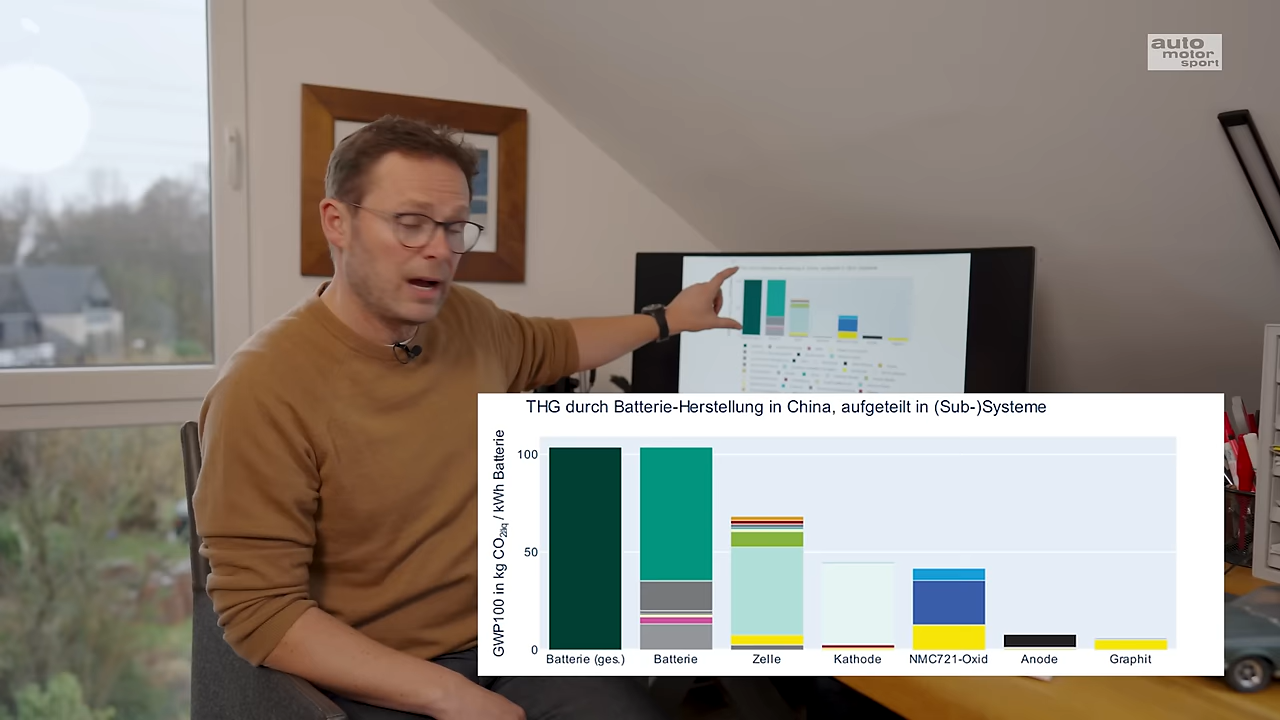 auto
motor
sport
THG durch Batterie-Herstellung in China, aufgeteilt in (Sub-)Systeme
GWP100 in kg CO2äq / kWh Batterie
100
50
0
Batterie (ges.)
Batterie
Zelle
Kathode
NMC721-Oxid
Anode
Graphit